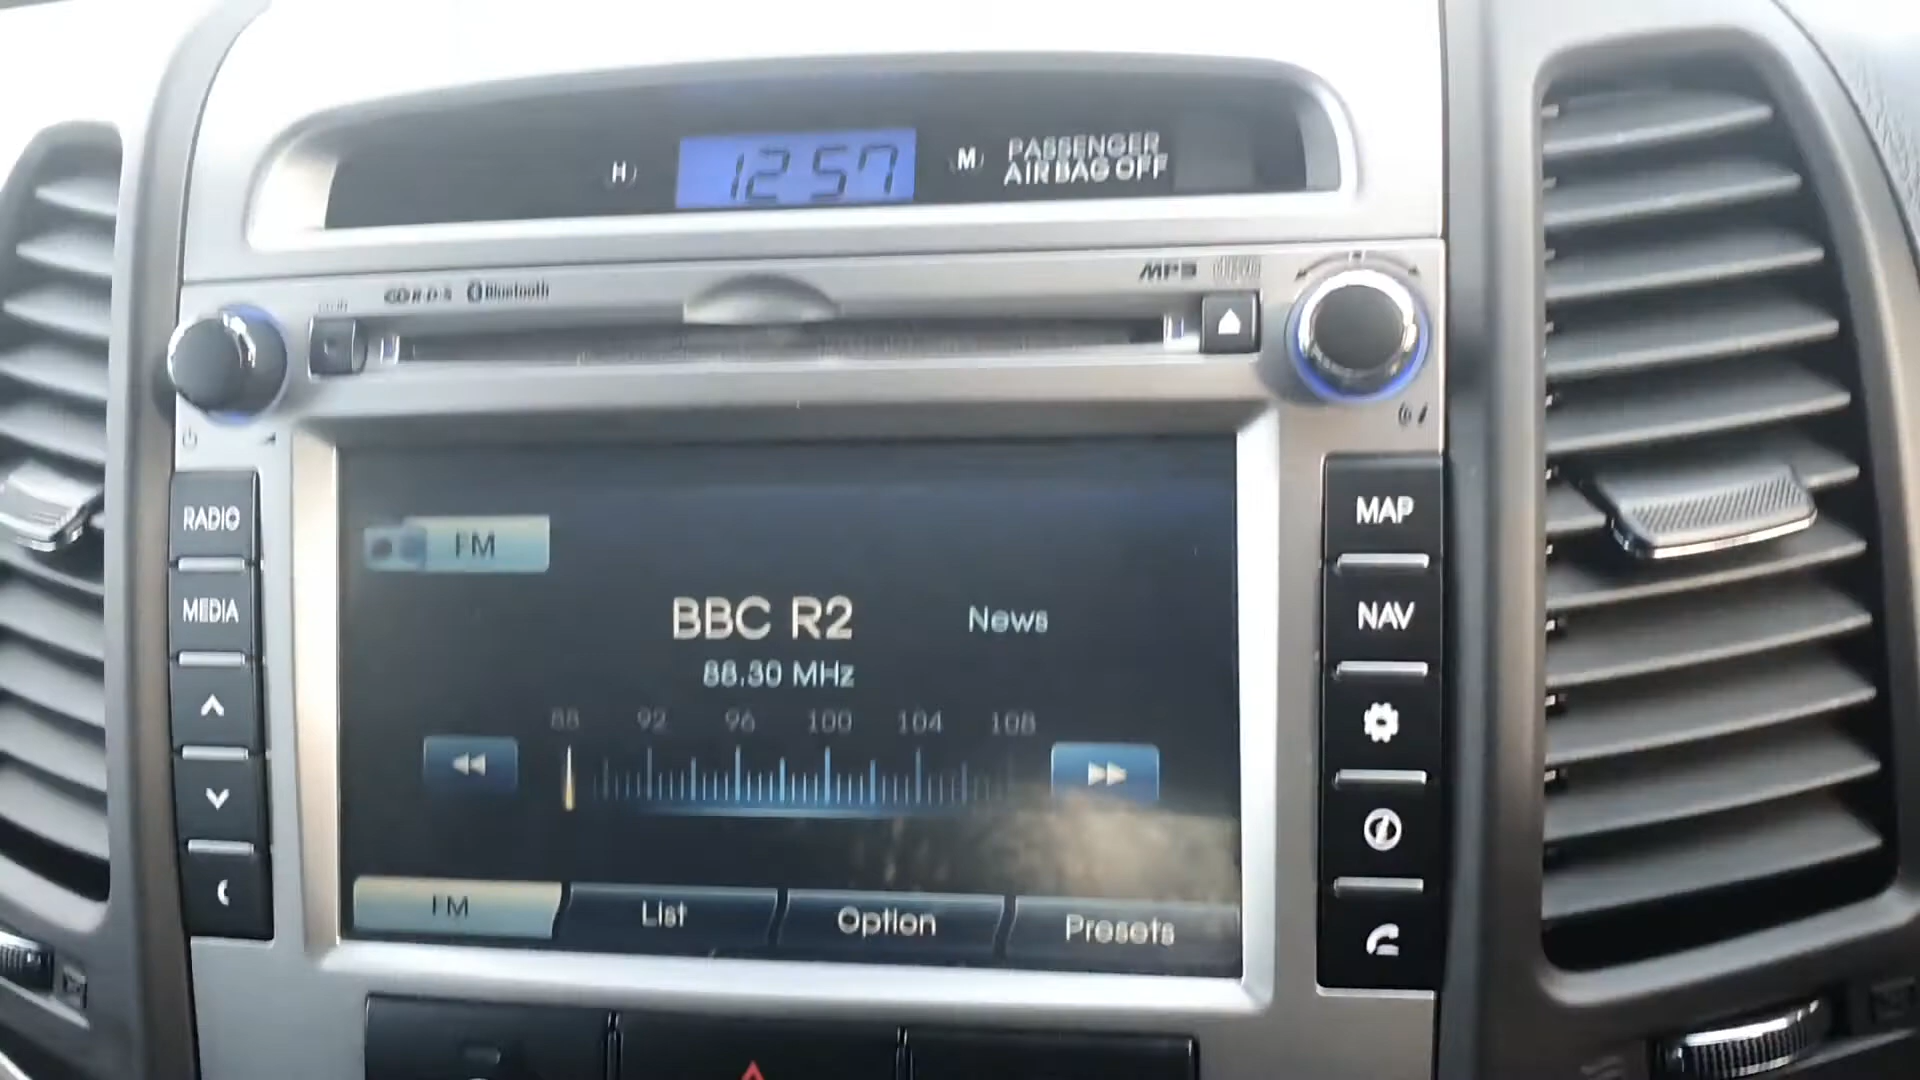 H
12 57
M
PASSENGER
AIR BAG OFF
CD R·D·S
Bluetooth
MP3
RADIO
MEDIA
MAP
NAV
FM
BBC R2
News
88.30 MHz
88 92 96 100 104 108
FM
List
Option
Presets